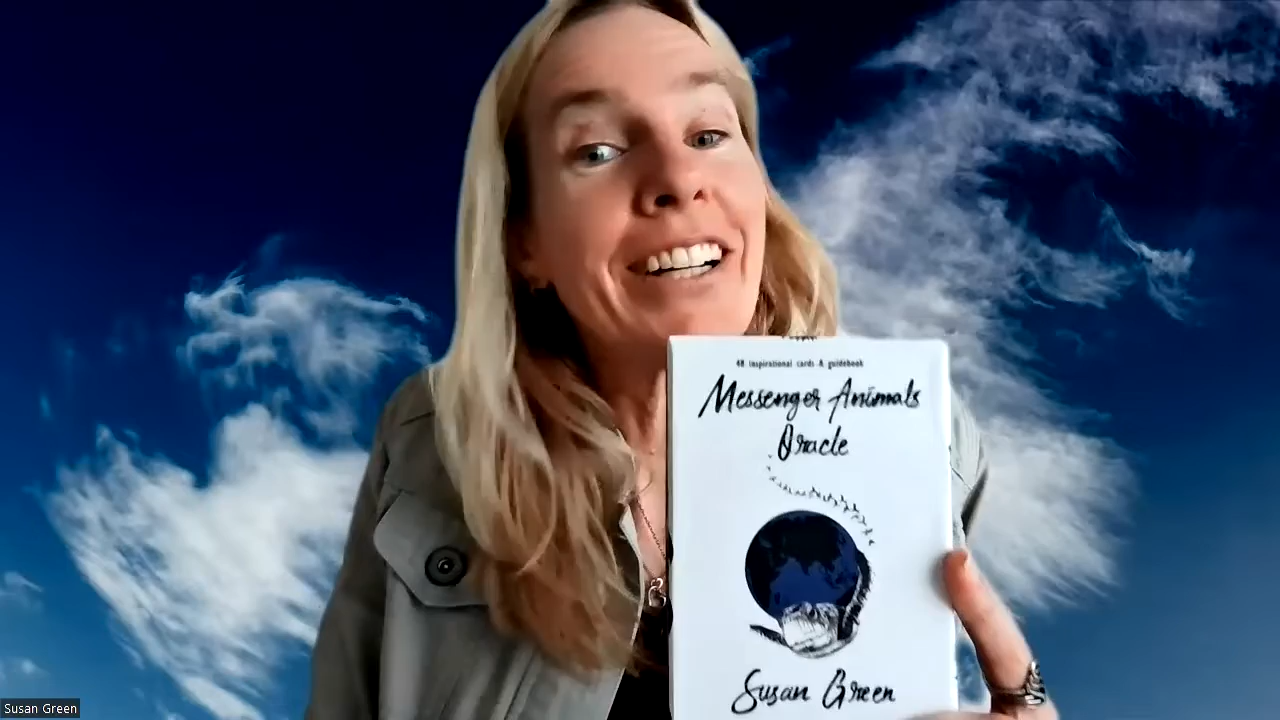 48 inspirational cards & guidebook
Messenger Animals
Oracle
Susan Green
Susan Green